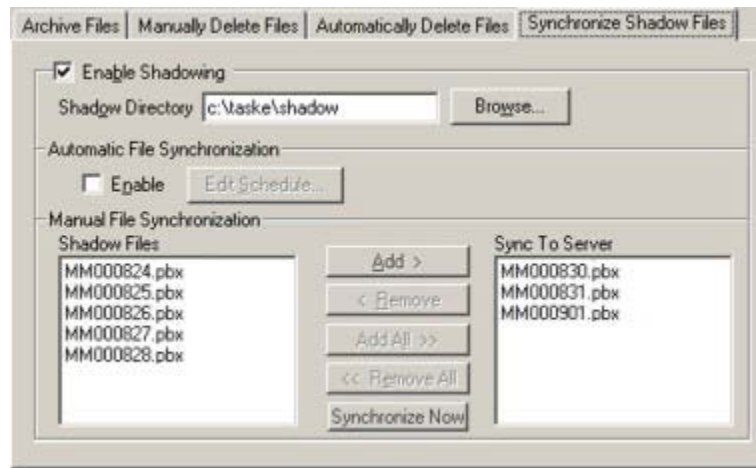 Archive Files | Manually Delete Files | Automatically Delete Files | Synchronize Shadow Files
Enable Shadowing
Shadow Directory c:\taske\shadow Browse...
Automatic File Synchronization
Enable Edit Schedule...
Manual File Synchronization
Shadow Files
MM000824.pbx
MM000825.pbx
MM000826.pbx
MM000827.pbx
MM000828.pbx
Add >
< Remove
Add All >>
<< Remove All
Synchronize Now
Sync To Server
MM000830.pbx
MM000831.pbx
MM000901.pbx